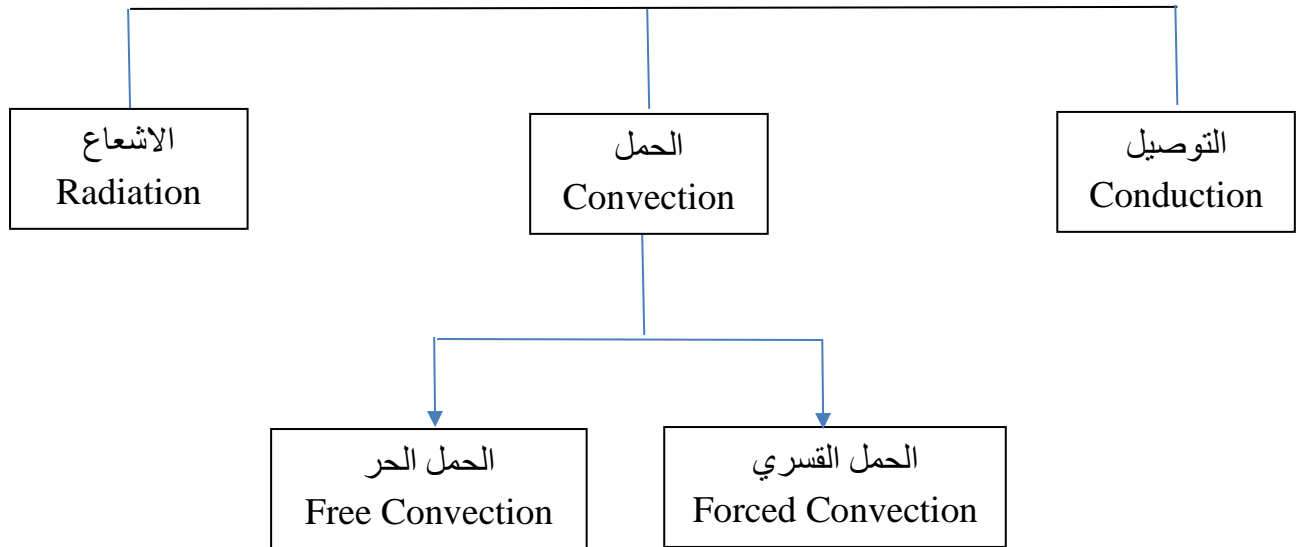 الاشعاع
Radiation
الحمل
Convection
التوصيل
Conduction
الحمل الحر
Free Convection
الحمل القسري
Forced Convection